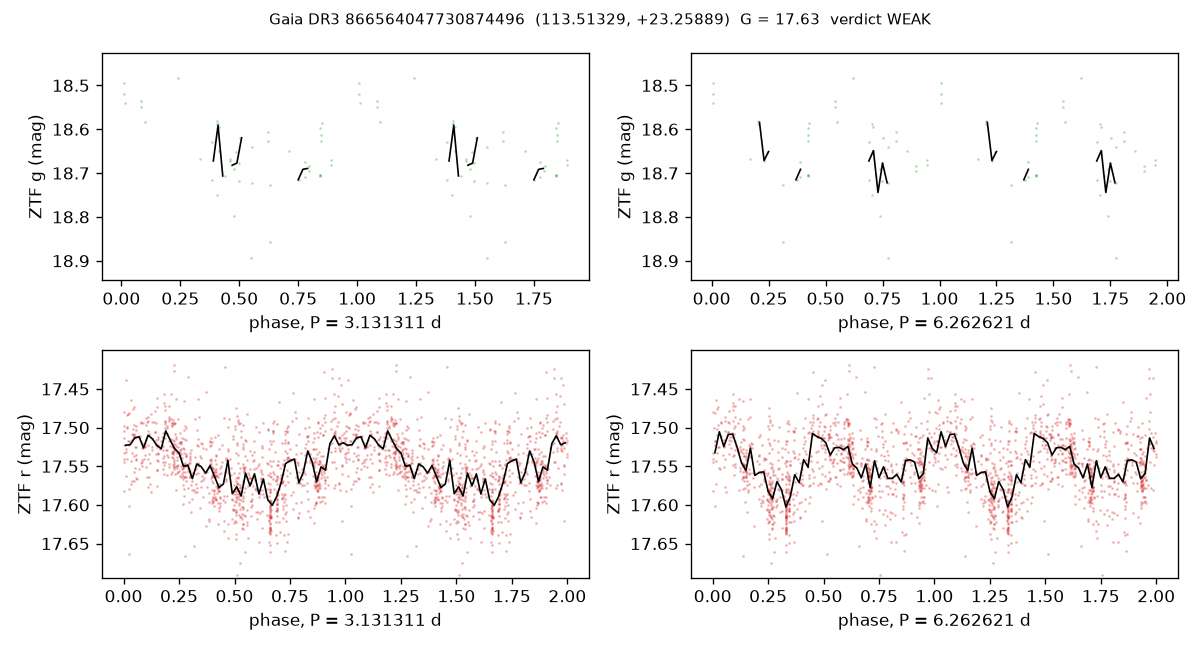 Gaia DR3 866564047730874496 (113.51329, +23.25889) G = 17.63 verdict WEAK
ZTF g (mag)
18.5
18.6
18.7
18.8
18.9
0.00 0.25 0.50 0.75 1.00 1.25 1.50 1.75
phase, P = 3.131311 d
ZTF g (mag)
18.5
18.6
18.7
18.8
18.9
0.00 0.25 0.50 0.75 1.00 1.25 1.50 1.75 2.00
phase, P = 6.262621 d
ZTF r (mag)
17.45
17.50
17.55
17.60
17.65
0.00 0.25 0.50 0.75 1.00 1.25 1.50 1.75 2.00
phase, P = 3.131311 d
ZTF r (mag)
17.45
17.50
17.55
17.60
17.65
0.00 0.25 0.50 0.75 1.00 1.25 1.50 1.75 2.00
phase, P = 6.262621 d